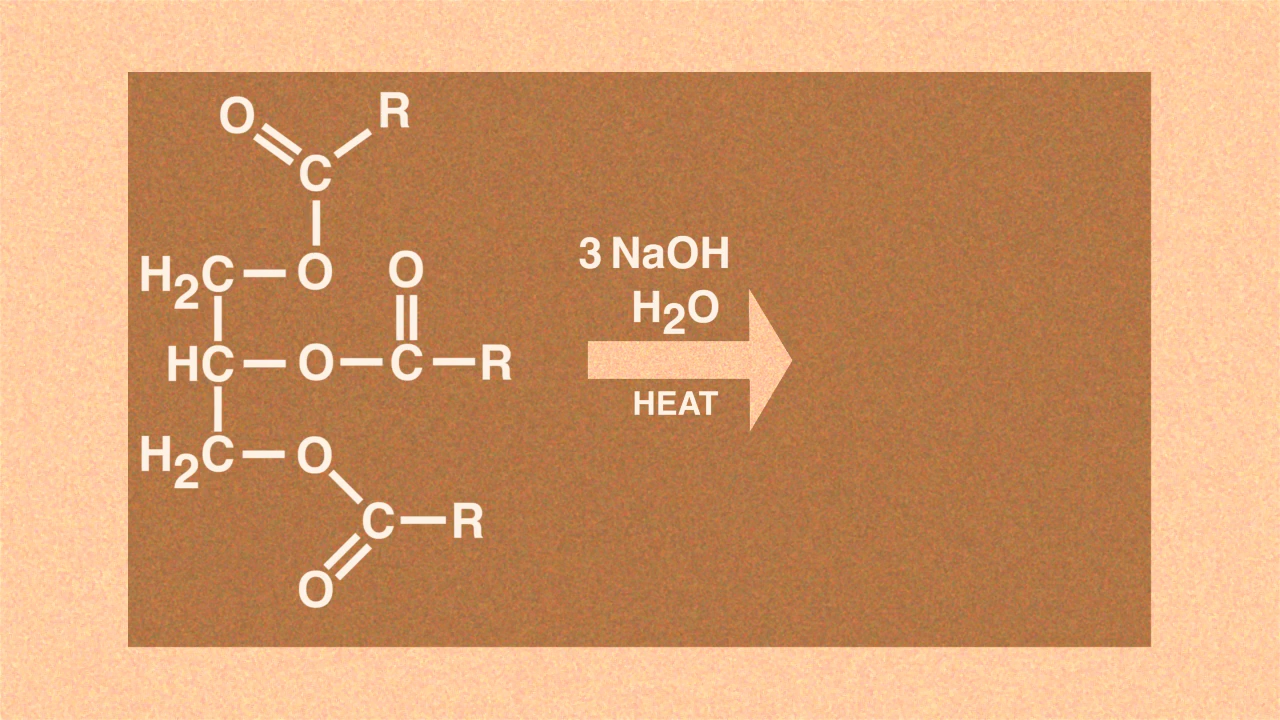 O R
C
H2C O O
HC O C R
H2C O
C R
O
3 NaOH
H2O
HEAT